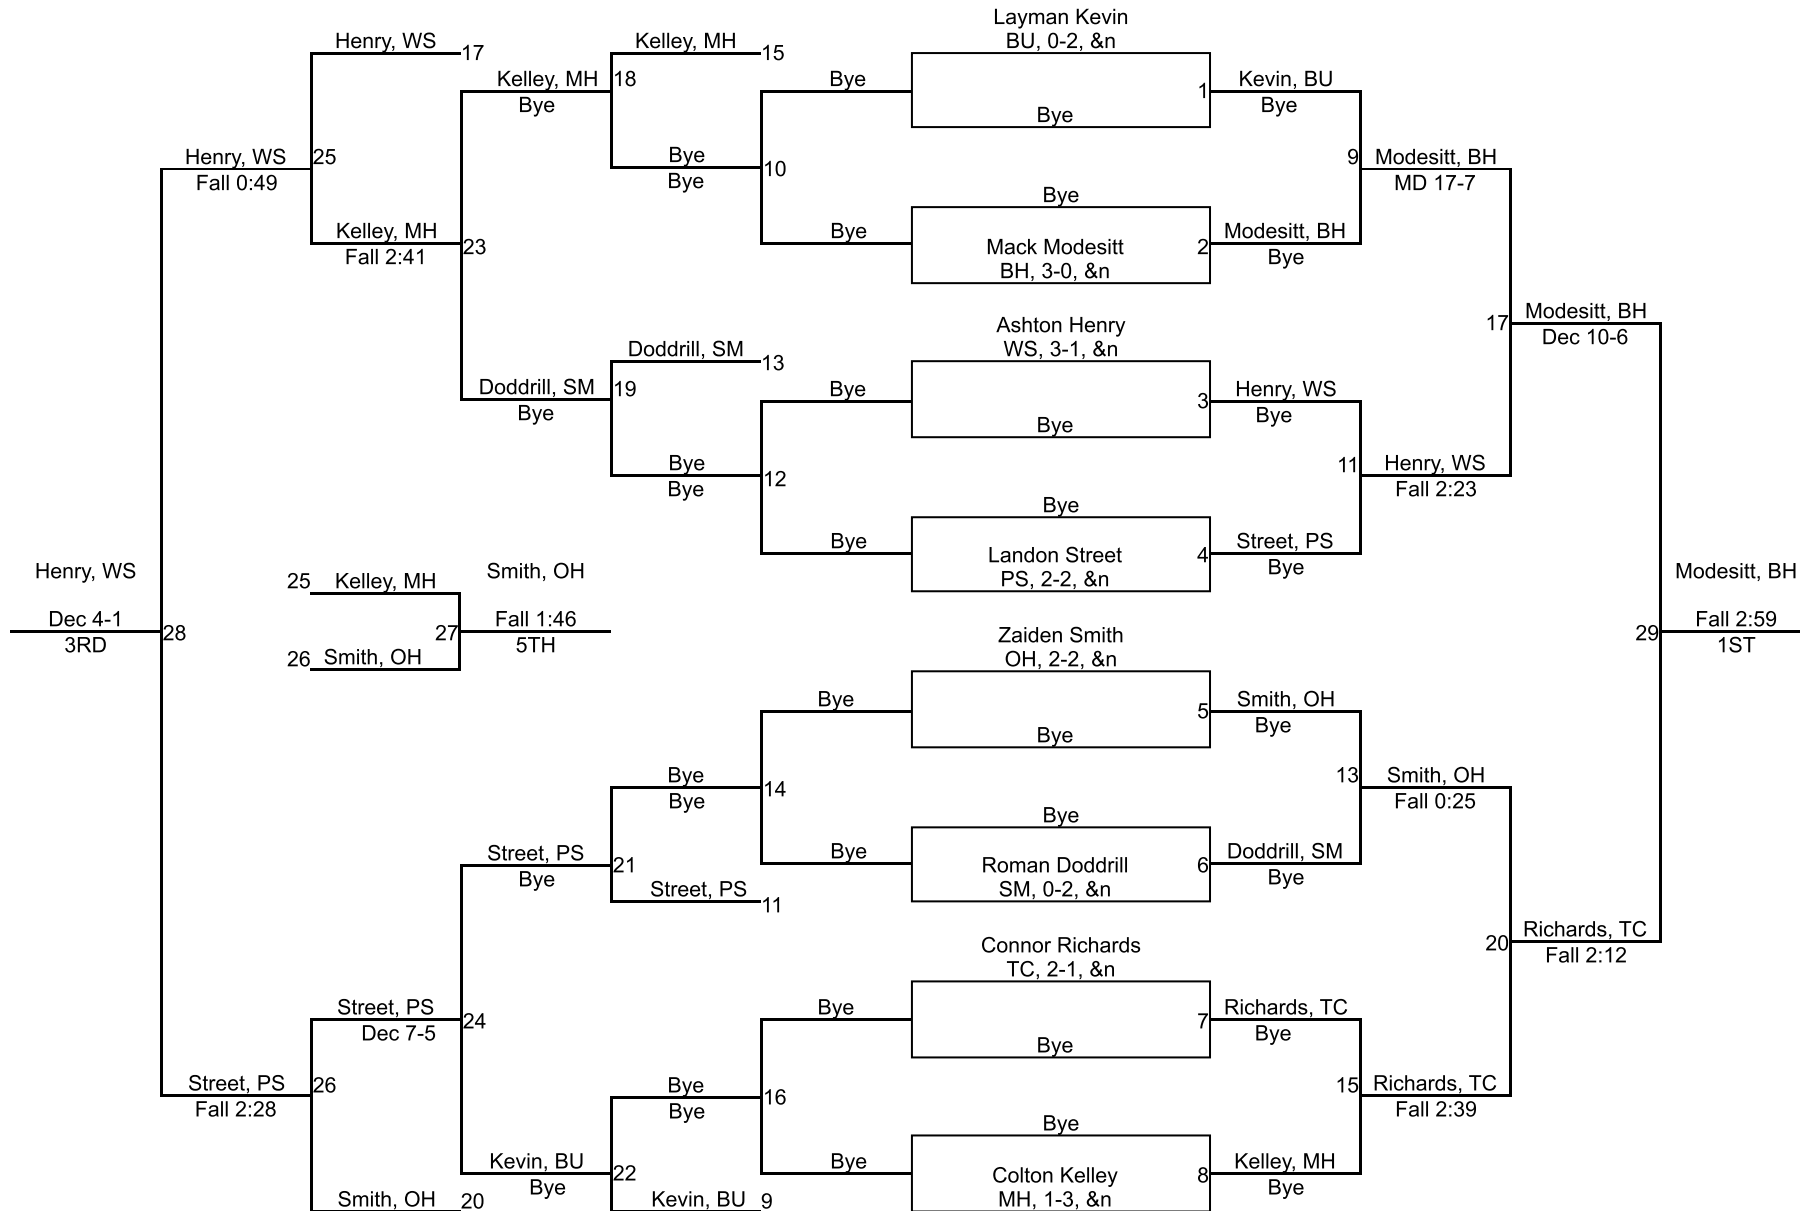 Layman Kevin
BU, 0-2, &n
Henry, WS
17
Kelley, MH
15
Kelley, MH
Bye
18
Bye
1
Kevin, BU
Bye
Bye
Henry, WS
Fall 0:49
25
Bye
Bye
10
9
Modesitt, BH
MD 17-7
Bye
Kelley, MH
Fall 2:41
23
Bye
Mack Modesitt
BH, 3-0, &n
2
Modesitt, BH
Bye
Ashton Henry
WS, 3-1, &n
17
Modesitt, BH
Dec 10-6
Doddrill, SM
13
Doddrill, SM
Bye
19
Bye
3
Henry, WS
Bye
Bye
Bye
Bye
12
11
Henry, WS
Fall 2:23
Bye
Bye
Landon Street
PS, 2-2, &n
4
Street, PS
Bye
Henry, WS
Dec 4-1
3RD
28
25
Kelley, MH
26
Smith, OH
27
Smith, OH
Fall 1:46
5TH
Modesitt, BH
29
Fall 2:59
1ST
Zaiden Smith
OH, 2-2, &n
Bye
5
Smith, OH
Bye
Bye
Bye
Bye
14
13
Smith, OH
Fall 0:25
Bye
Street, PS
Bye
21
Bye
Roman Doddrill
SM, 0-2, &n
6
Doddrill, SM
Bye
Street, PS
11
Connor Richards
TC, 2-1, &n
20
Richards, TC
Fall 2:12
Street, PS
Dec 7-5
24
Bye
7
Richards, TC
Bye
Bye
Street, PS
Fall 2:28
26
Bye
Bye
16
15
Richards, TC
Fall 2:39
Bye
Kevin, BU
Bye
22
Bye
Colton Kelley
MH, 1-3, &n
8
Kelley, MH
Bye
Smith, OH
20
Kevin, BU
9